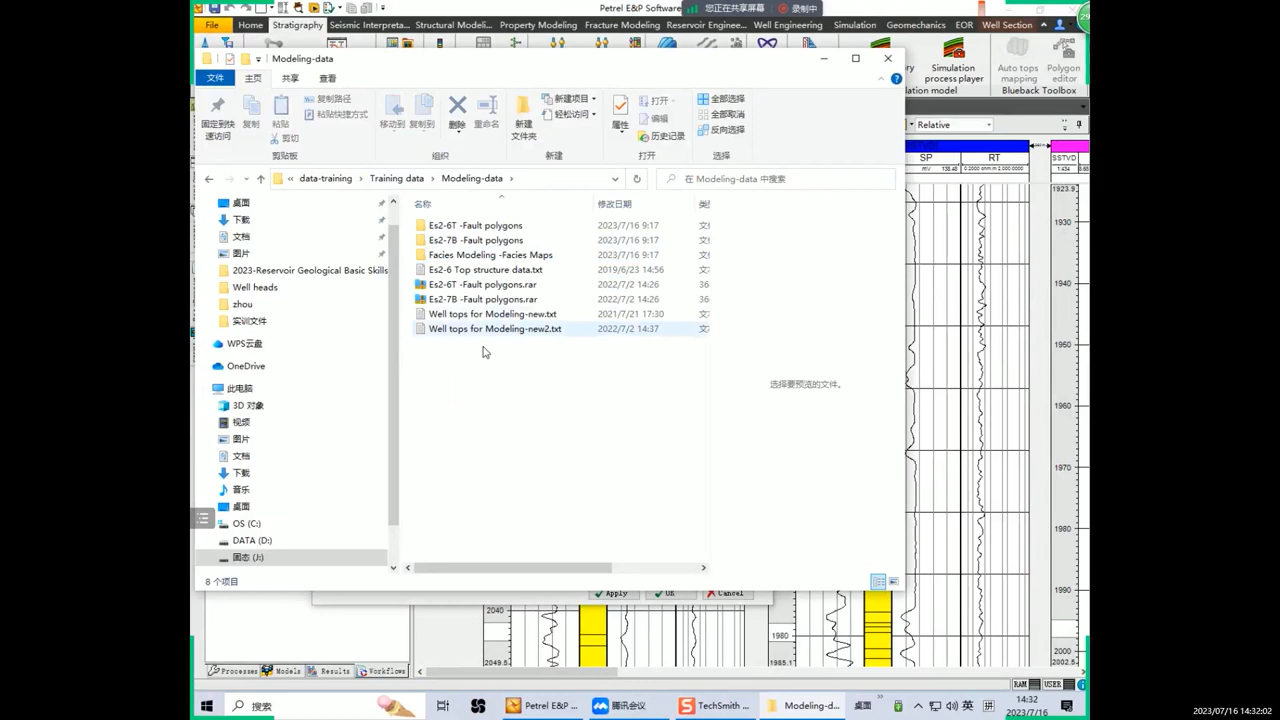 Petrel E&P Software
您正在共享屏幕
录制中
File Home Stratigraphy Seismic Interpreta... Structural Modeli... Property Modeling Fracture Modeling Reservoir Engineer... Well Engineering Simulation Geomechanics EOR Well Section
Modeling-data
文件 主页 共享 查看
固定到快速访问
复制
粘贴
复制路径
粘贴快捷方式
剪切
剪贴板
移动到 复制到 删除 重命名
组织
新建文件夹
新建项目
轻松访问
新建
属性
打开
编辑
历史记录
打开
全部选择
全部取消
反向选择
选择
Simulation process player
Auto tops mapping
Polygon editor
Blueback Toolbox
Relative
data-training Training data Modeling-data
在 Modeling-data 中搜索
名称 修改日期
Es2-6T -Fault polygons 2023/7/16 9:17
Es2-7B -Fault polygons 2023/7/16 9:17
Facies Modeling -Facies Maps 2023/7/16 9:17
Es2-6 Top structure data.txt 2019/6/23 14:56
Es2-6T -Fault polygons.rar 2022/7/2 14:26
Es2-7B -Fault polygons.rar 2022/7/2 14:26
Well tops for Modeling-new.txt 2021/7/21 17:30
Well tops for Modeling-new2.txt 2022/7/2 14:37
选择要预览的文件。
桌面
下载
文档
图片
2023-Reservoir Geological Basic Skills
Well heads
zhou
实训文件
WPS云盘
OneDrive
此电脑
3D 对象
视频
图片
文档
下载
音乐
桌面
OS (C:)
DATA (D:)
固态 (J:)
8 个项目
SSTVD
SP RT
SSTVD
1923.9
1930
1940
1950
1960
1970
1980
1990
2000
2002.5
Apply OK Cancel
2040
2049.5
1980
1985.1
Processes Models Results Workflows
RAM USER
搜索
Petrel E&P ...
腾讯会议
TechSmith ...
Modeling-d...
桌面
英
拼
14:32
2023/7/16
2023/07/16 14:32:02